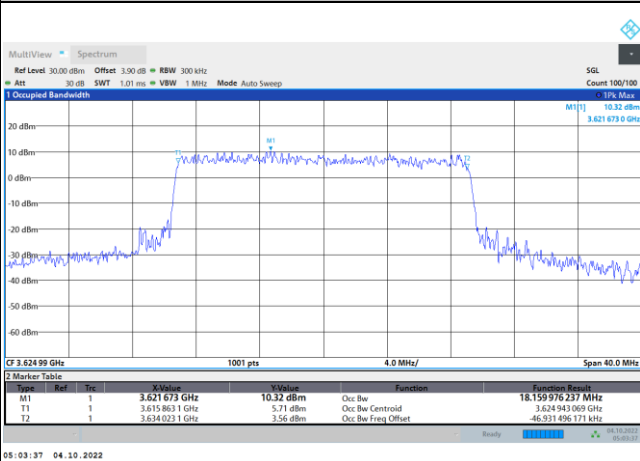 MultiView Spectrum
Ref Level 30.00 dBm Offset 3.90 dB RBW 300 kHz SGL
Att 30 dB SWT 1.01 ms VBW 1 MHz Mode Auto Sweep Count 100/100
1 Occupied Bandwidth 1Pk Max
M1[1] 10.32 dBm
3.621 673 0 GHz
20 dBm
M1
10 dBm T1 T2
0 dBm
-10 dBm
-20 dBm
-30 dBm
-40 dBm
-50 dBm
-60 dBm
CF 3.624 99 GHz 1001 pts 4.0 MHz/ Span 40.0 MHz
2 Marker Table
Type Ref Trc X-Value Y-Value Function Function Result
M1 1 3.621 673 GHz 10.32 dBm Occ Bw 18.159 976 237 MHz
T1 1 3.615 863 1 GHz 5.71 dBm Occ Bw Centroid 3.624 943 069 GHz
T2 1 3.634 023 1 GHz 3.56 dBm Occ Bw Freq Offset -46.931 496 171 kHz
Ready 04.10.2022
05:03:37
05:03:37 04.10.2022